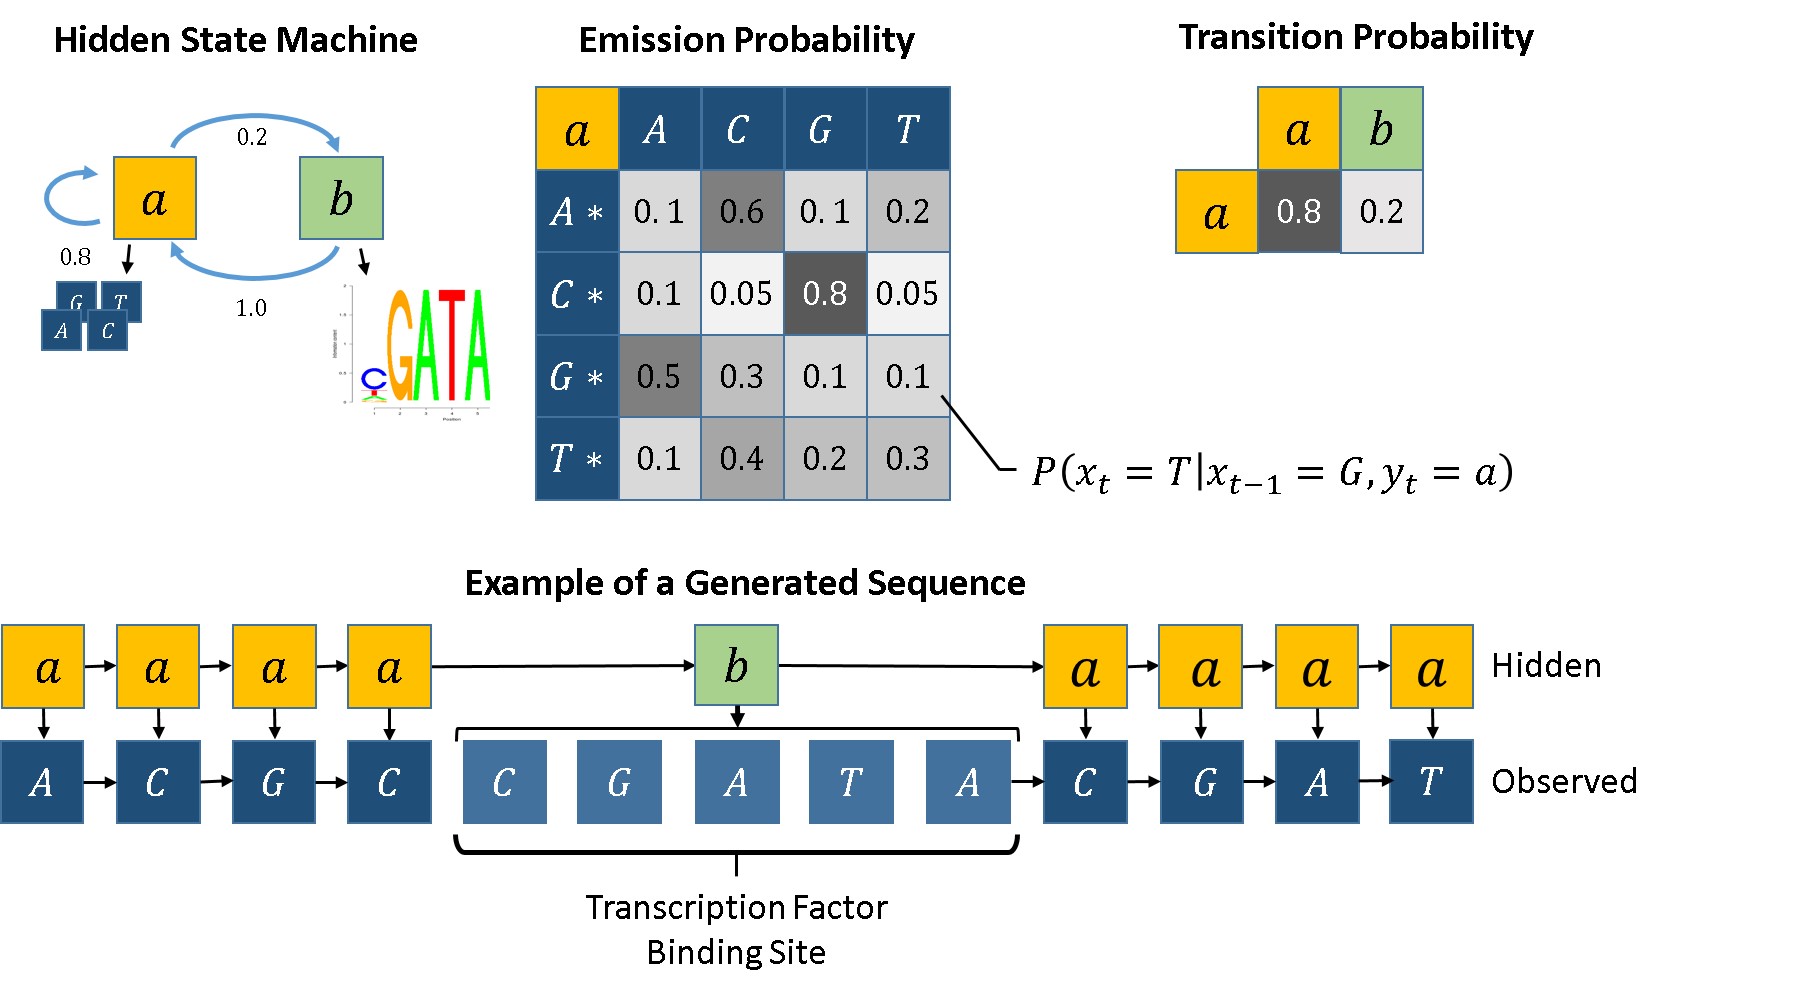 Hidden State Machine
Emission Probability
Transition Probability
0.2
a
b
0.8
1.0
G T
A C
CGATA
a A C G T
A * 0.1 0.6 0.1 0.2
C * 0.1 0.05 0.8 0.05
G * 0.5 0.3 0.1 0.1
T * 0.1 0.4 0.2 0.3
a b
a 0.8 0.2
P(xₜ = T|xₜ₋₁ = G, yₜ = a)
Example of a Generated Sequence
a a a a b a a a a Hidden
A C G C C G A T A C G A T Observed
Transcription Factor
Binding Site